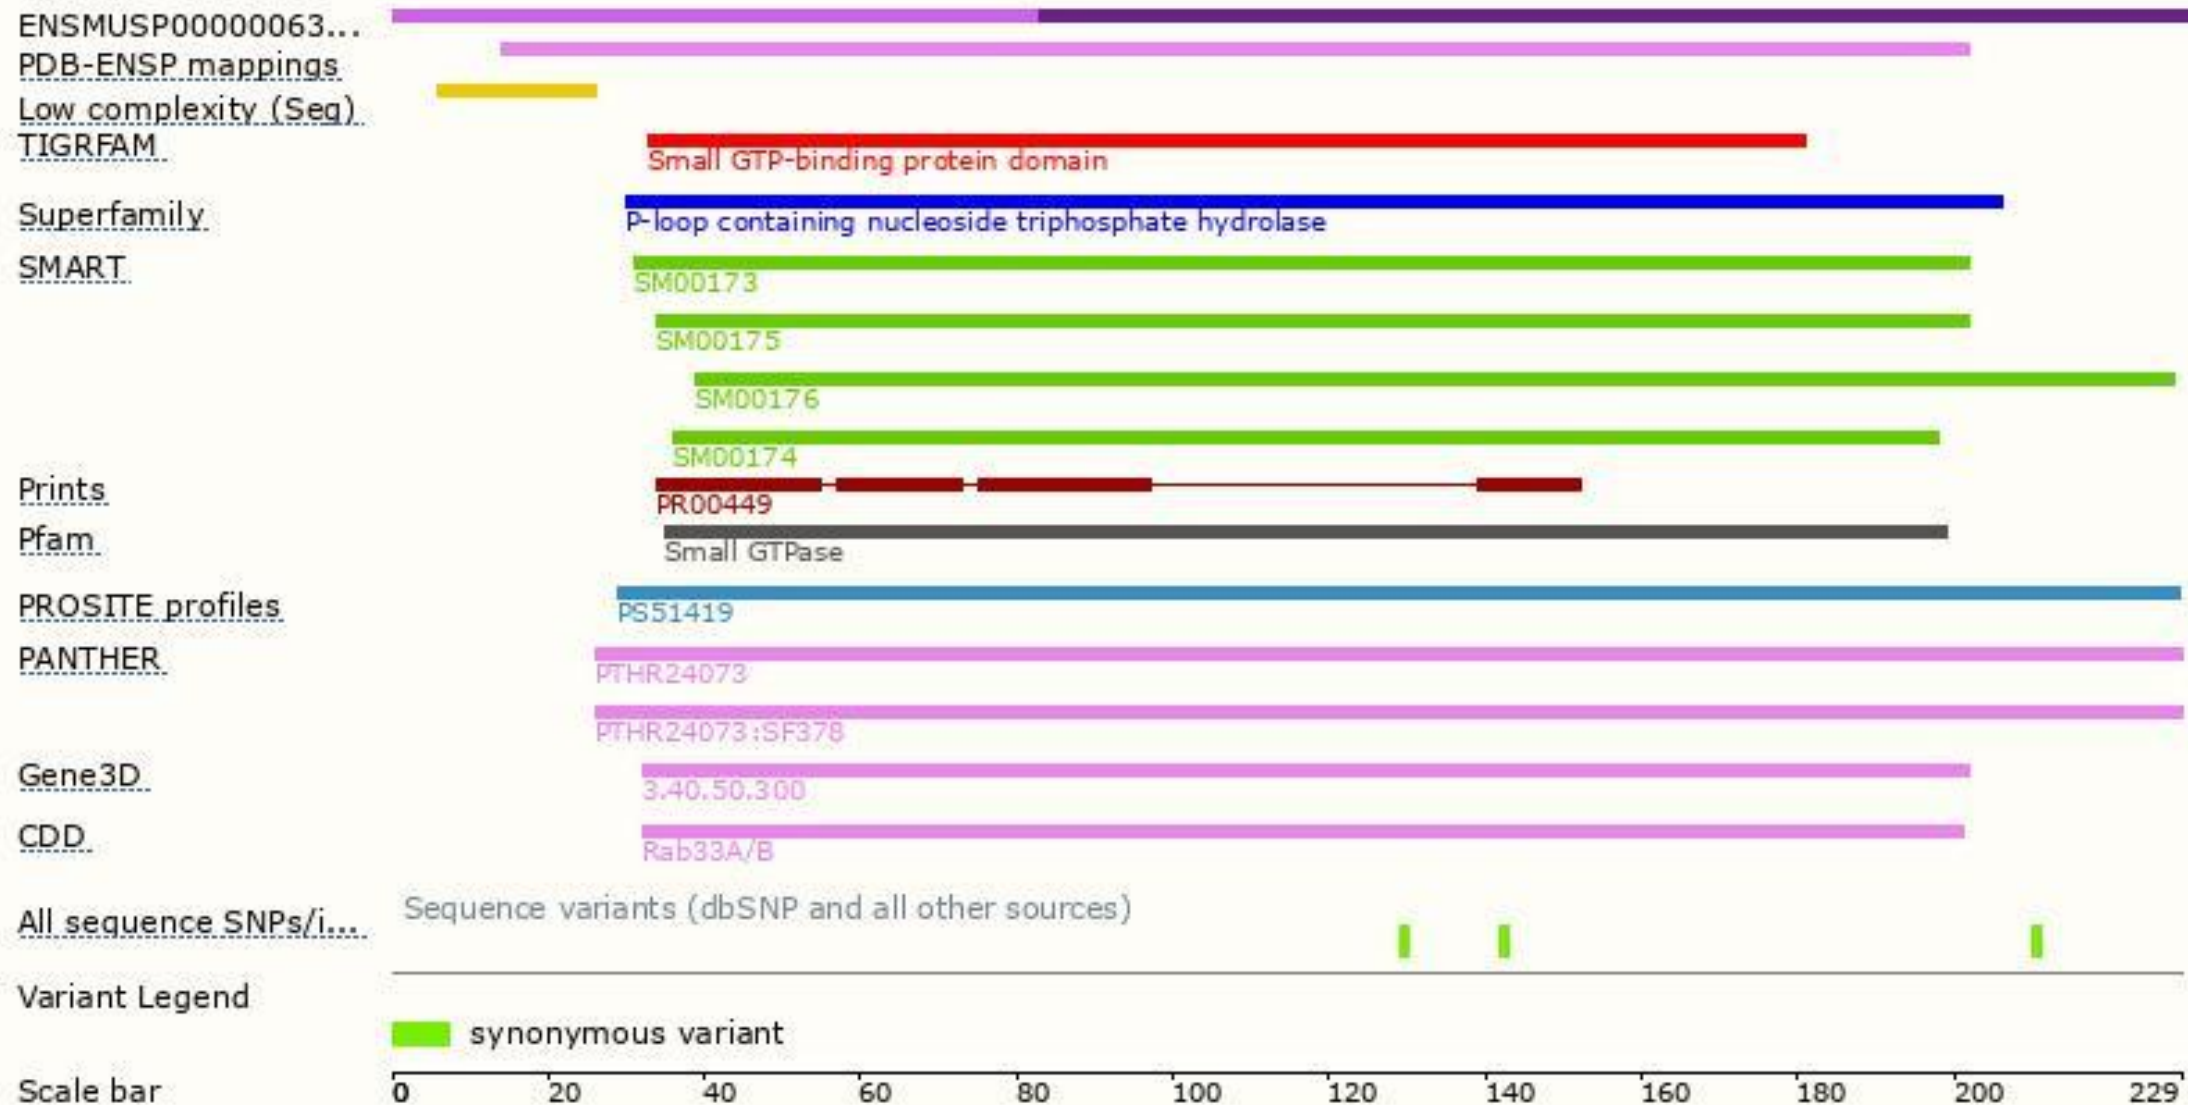 ENSMUSP00000063...
PDB-ENSP mappings
Low complexity (Seg)
TIGRFAM
Small GTP-binding protein domain
Superfamily
P-loop containing nucleoside triphosphate hydrolase
SMART
SM00173
SM00175
SM00176
SM00174
Prints
PR00449
Pfam
Small GTPase
PROSITE profiles
PS51419
PANTHER
PTHR24073
PTHR24073:SF378
Gene3D
3.40.50.300
CDD
Rab33A/B
Sequence variants (dbSNP and all other sources)
All sequence SNPs/i...
Variant Legend
synonymous variant
Scale bar 0 20 40 60 80 100 120 140 160 180 200 229